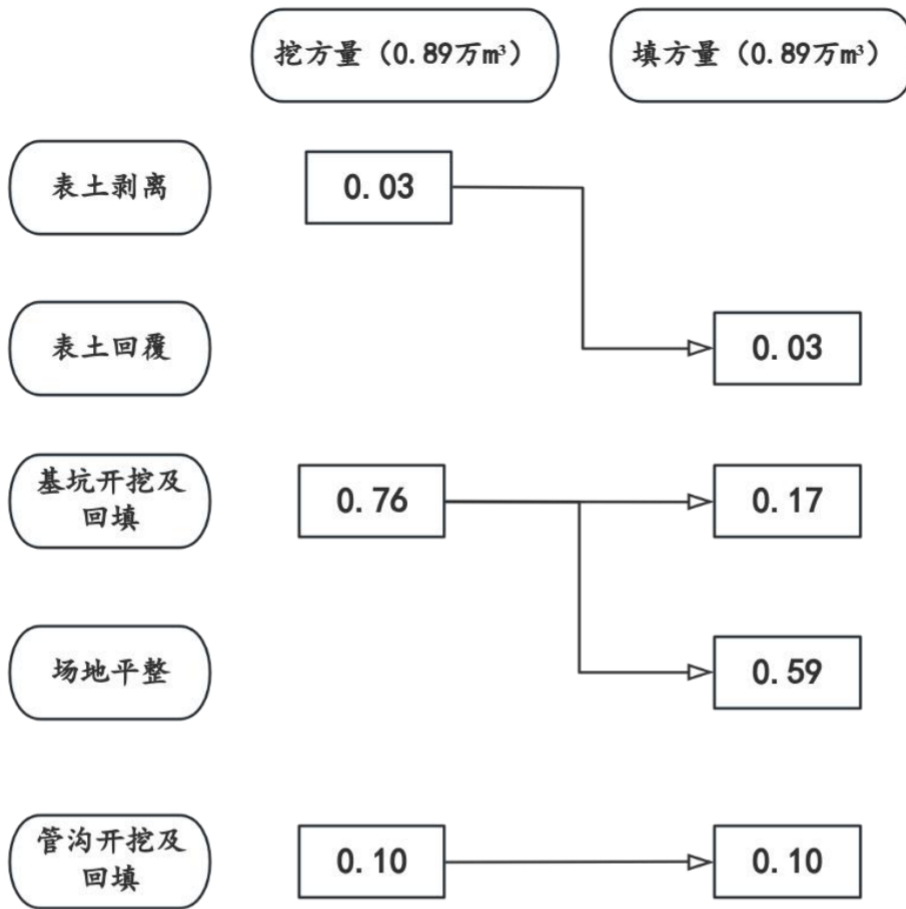 挖方量（0.89万m³） 填方量（0.89万m³）
表土剥离 0.03
表土回覆 0.03
基坑开挖及
回填
0.76 0.17
场地平整 0.59
管沟开挖及
回填
0.10 0.10